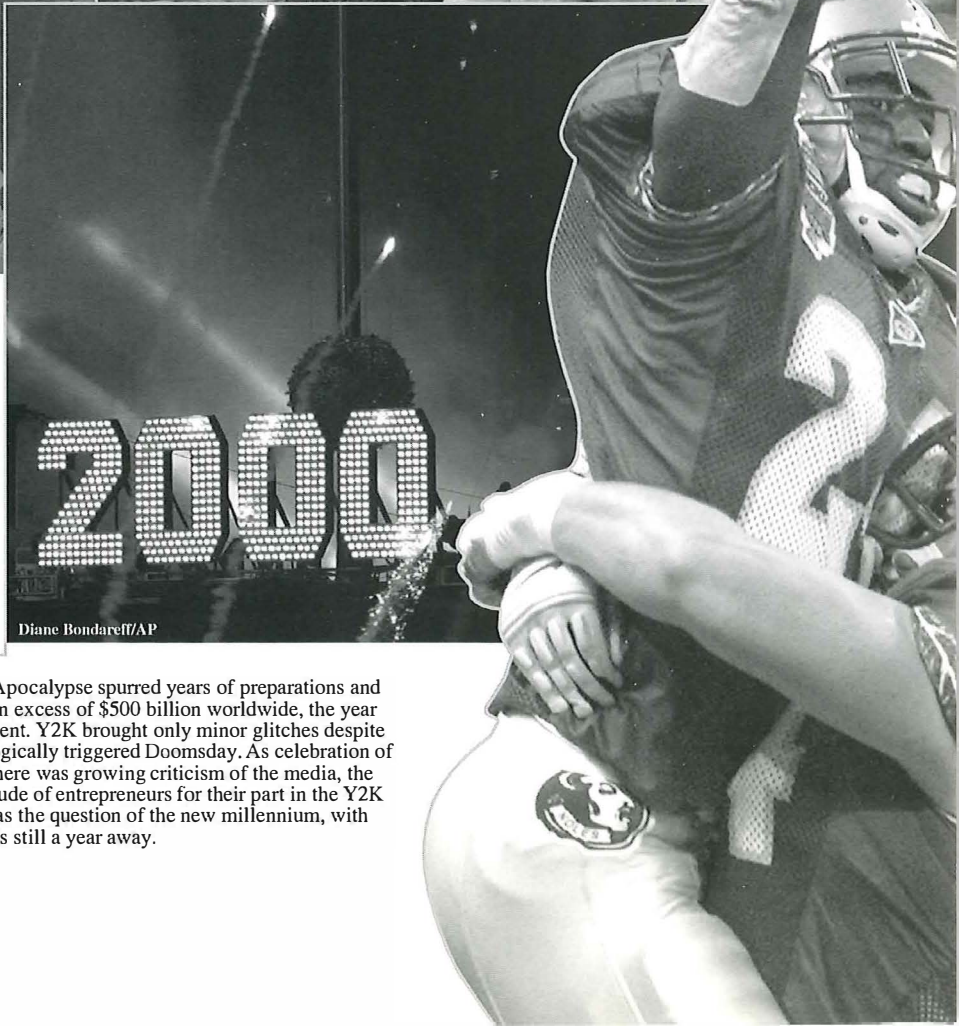 2000
Diane Bondareff/AP
Apocalypse spurred years of preparations and
n excess of $500 billion worldwide, the year
ent. Y2K brought only minor glitches despite
gically triggered Doomsday. As celebration of
here was growing criticism of the media, the
ude of entrepreneurs for their part in the Y2K
as the question of the new millennium, with
s still a year away.
2
NOLES